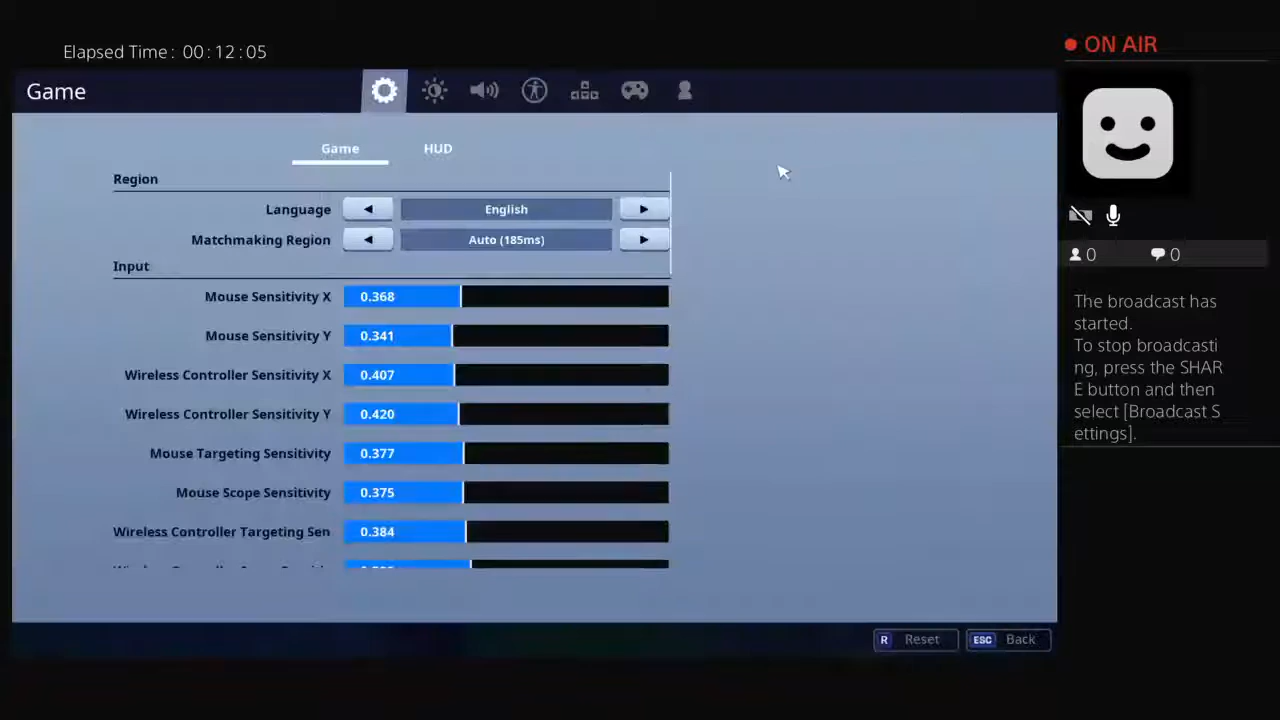 Elapsed Time: 00:12:05
ON AIR
Game
Game
HUD
Region
Language
English
Matchmaking Region
Auto (185ms)
Input
Mouse Sensitivity X
0.368
Mouse Sensitivity Y
0.341
Wireless Controller Sensitivity X
0.407
Wireless Controller Sensitivity Y
0.420
Mouse Targeting Sensitivity
0.377
Mouse Scope Sensitivity
0.375
Wireless Controller Targeting Sen
0.384
0
0
The broadcast has
started.
To stop broadcasti
ng, press the SHAR
E button and then
select [Broadcast S
ettings].
R Reset
ESC Back